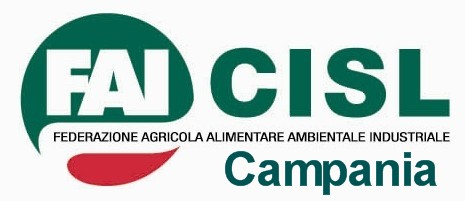 FAI CISL
FEDERAZIONE AGRICOLA ALIMENTARE AMBIENTALE INDUSTRIALE
Campania